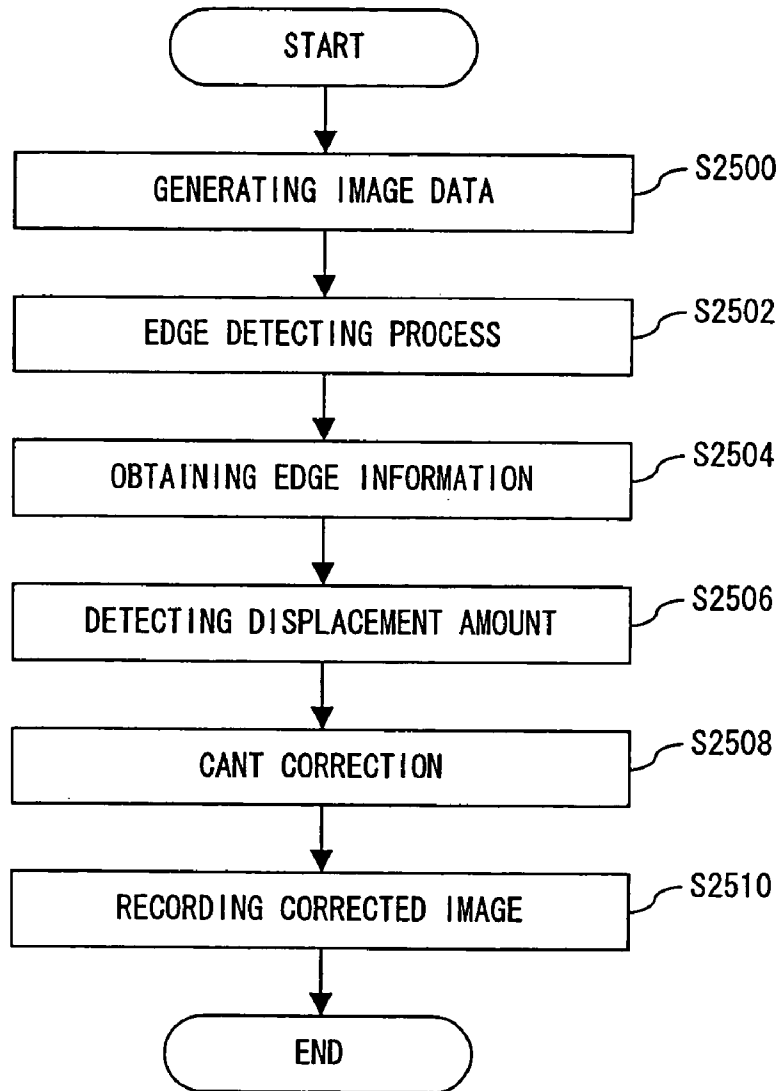 START
GENERATING IMAGE DATA
S2500
EDGE DETECTING PROCESS
S2502
OBTAINING EDGE INFORMATION
S2504
DETECTING DISPLACEMENT AMOUNT
S2506
CANT CORRECTION
S2508
RECORDING CORRECTED IMAGE
S2510
END